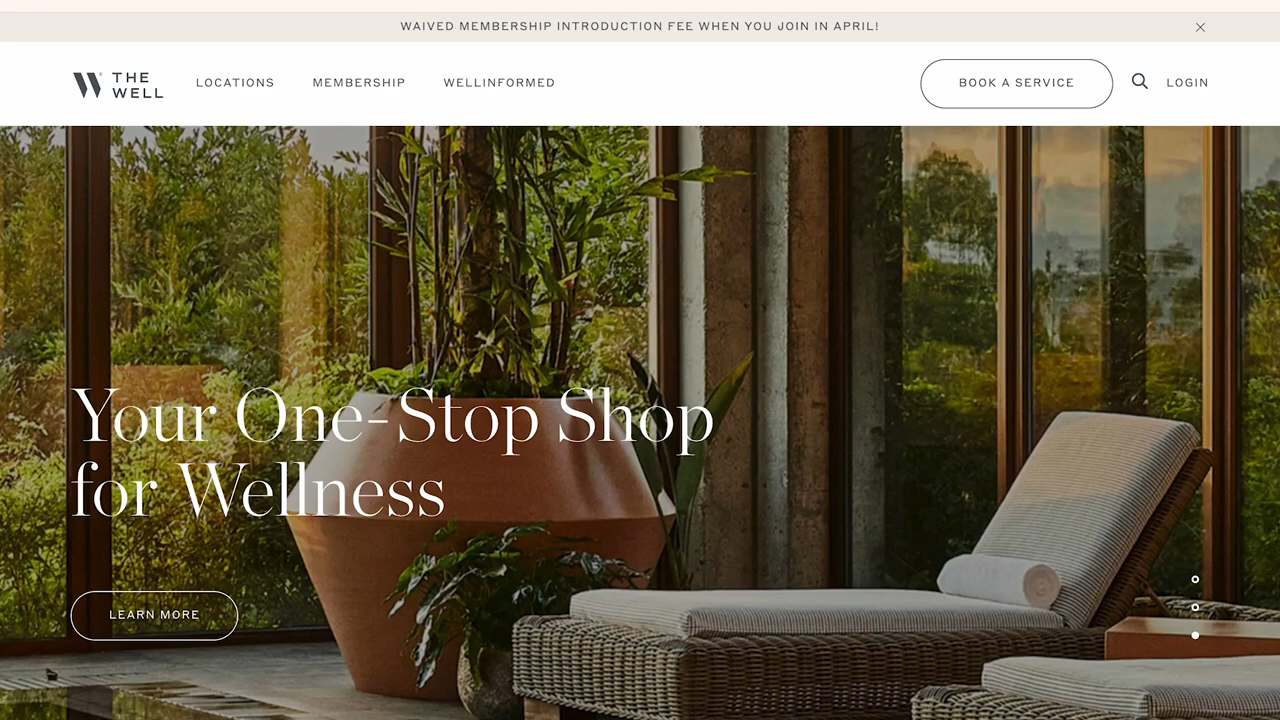 WAIVED MEMBERSHIP INTRODUCTION FEE WHEN YOU JOIN IN APRIL!
THE
WELL
LOCATIONS
MEMBERSHIP
WELLINFORMED
BOOK A SERVICE
LOGIN
Your One-Stop Shop
for Wellness
LEARN MORE